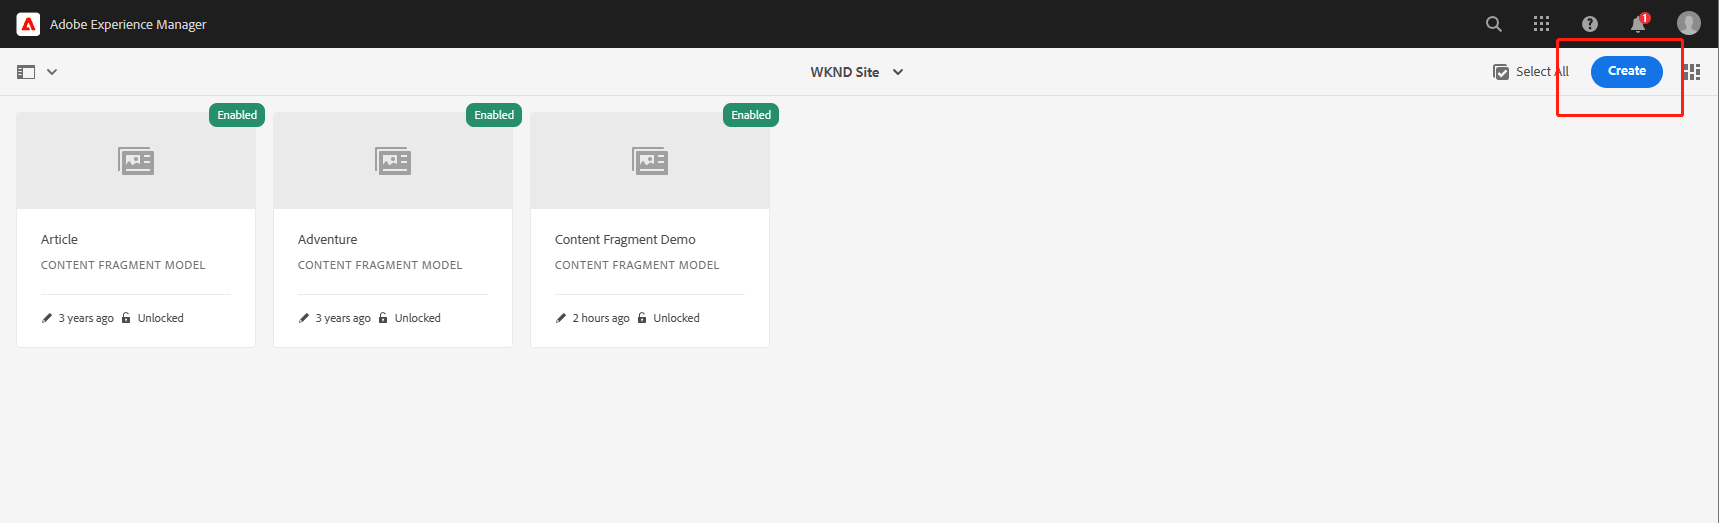 Adobe Experience Manager
1
WKND Site
Select All
Create
Enabled
Enabled
Enabled
Article
CONTENT FRAGMENT MODEL
3 years ago Unlocked
Adventure
CONTENT FRAGMENT MODEL
3 years ago Unlocked
Content Fragment Demo
CONTENT FRAGMENT MODEL
2 hours ago Unlocked